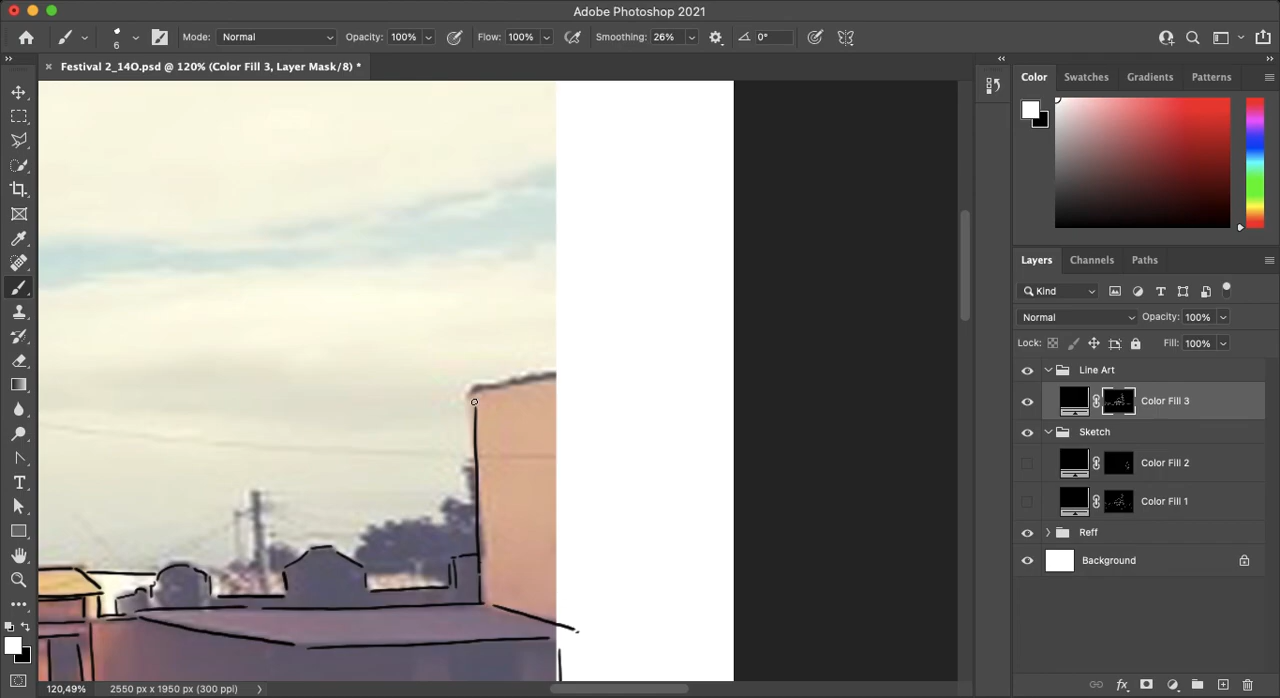 Adobe Photoshop 2021
6 Mode: Normal Opacity: 100% Flow: 100% Smoothing: 26% 0°
Festival 2_14O.psd @ 120% (Color Fill 3, Layer Mask/8) *
Color Swatches Gradients Patterns
Layers Channels Paths
Kind
Normal Opacity: 100%
Lock: Fill: 100%
Line Art
Color Fill 3
Sketch
Color Fill 2
Color Fill 1
Reff
Background
120,49% 2550 px x 1950 px (300 ppi)